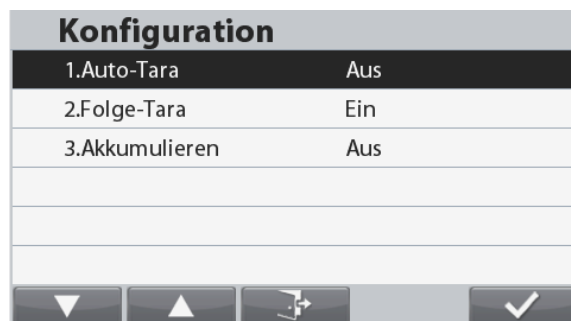 Konfiguration
1.Auto-Tara Aus
2.Folge-Tara Ein
3.Akkumulieren Aus